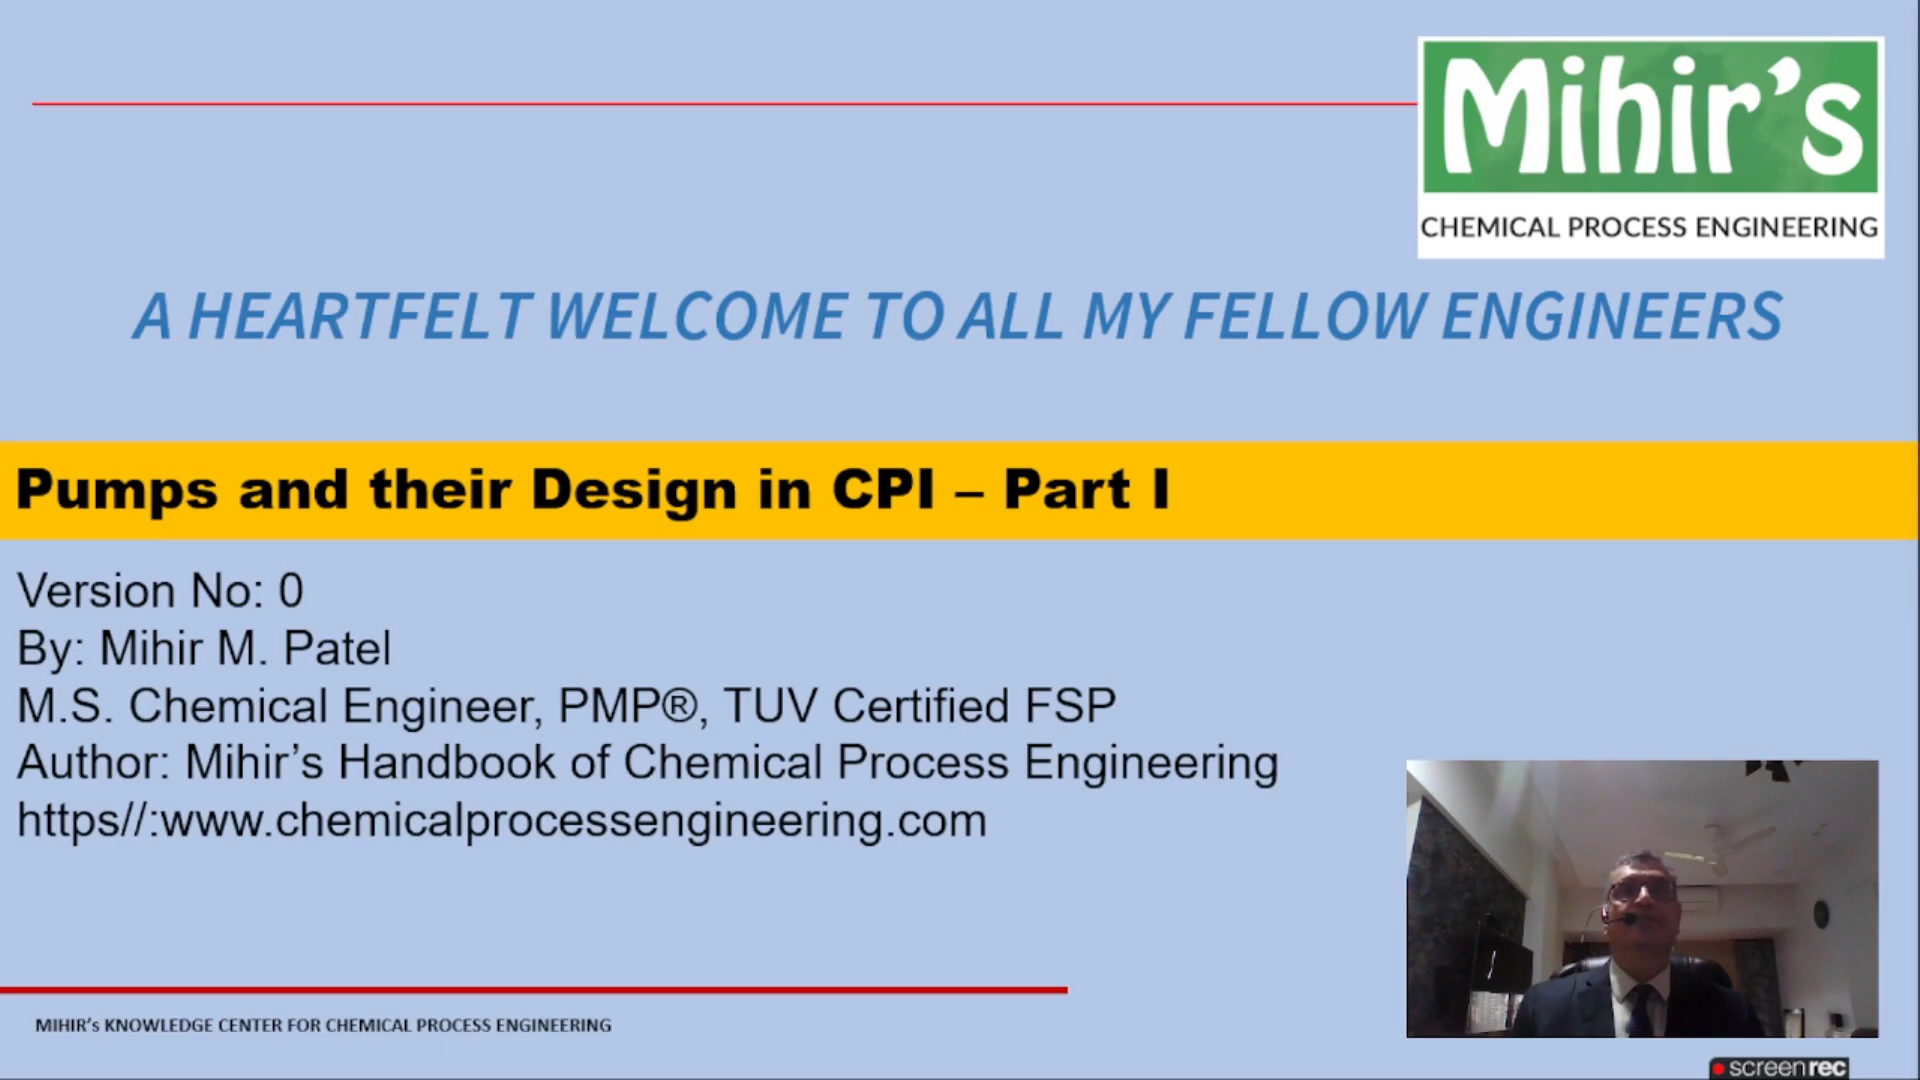 Mihir's
CHEMICAL PROCESS ENGINEERING
A HEARTFELT WELCOME TO ALL MY FELLOW ENGINEERS
Pumps and their Design in CPI – Part I
Version No: 0
By: Mihir M. Patel
M.S. Chemical Engineer, PMP®, TUV Certified FSP
Author: Mihir’s Handbook of Chemical Process Engineering
https//:www.chemicalprocessengineering.com
MIHIR's KNOWLEDGE CENTER FOR CHEMICAL PROCESS ENGINEERING
screenrec